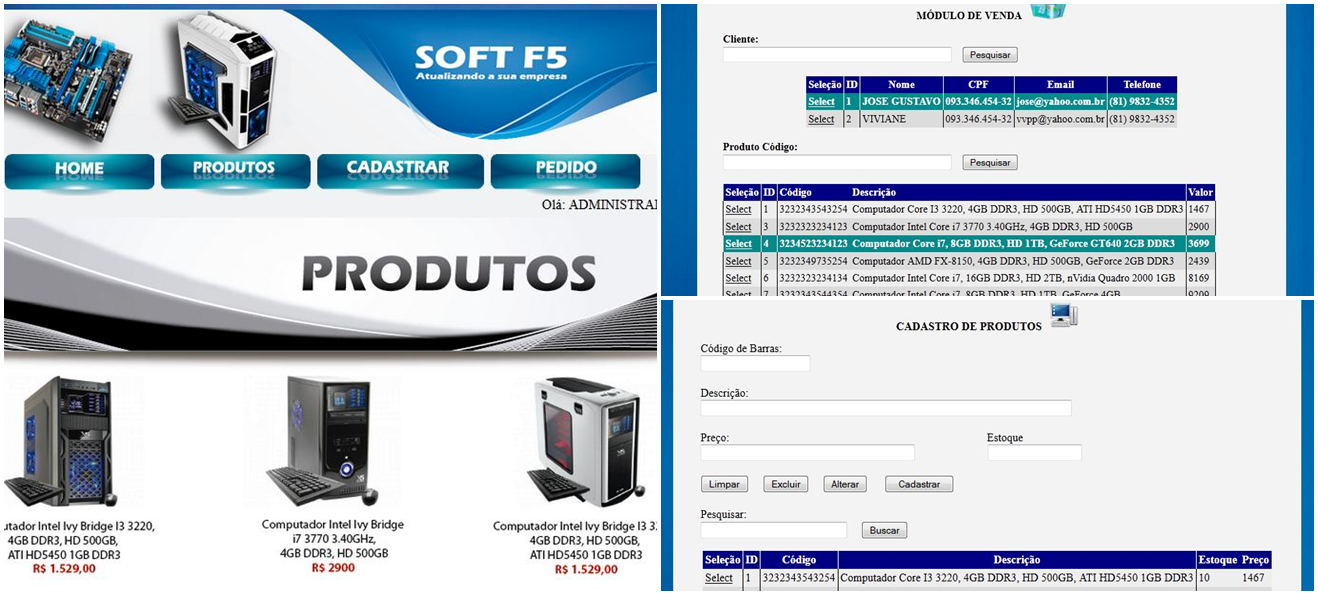 SOFT F5
Atualizando a sua empresa
HOME PRODUTOS CADASTRAR PEDIDO
Olá:
PRODUTOS
Intel Ivy Bridge I3 3220,
4GB DDR3, HD 500GB,
ATI HD5450 1GB DDR3
R$ 1.529,00
Computador Intel Ivy Bridge
i7 3770 3.40GHz,
4GB DDR3, HD 500GB
R$ 2900
Computador Intel Ivy Bridge I3
4GB DDR3, HD 500GB,
ATI HD5450 1GB DDR3
R$ 1.529,00
MÓDULO DE VENDA
Cliente:
Pesquisar
Seleção ID Nome CPF Email Telefone
Select 1 JOSE GUSTAVO 093.346.454-32 jose@yahoo.com.br (81) 9832-4352
Select 2 VIVIANE 093.346.454-32 vvpp@yahoo.com.br (81) 9832-4352
Produto Código:
Pesquisar
Seleção ID Código Descrição Valor
Select 1 3232343543254 Computador Core I3 3220, 4GB DDR3, HD 500GB, ATI HD5450 1GB DDR3 1467
Select 3 3232323234123 Computador Intel Core i7 3770 3.40GHz, 4GB DDR3, HD 500GB 2900
Select 4 3234523234123 Computador Core i7, 8GB DDR3, HD 1TB, GeForce GT640 2GB DDR3 3699
Select 5 3232349735254 Computador AMD FX-8150, 4GB DDR3, HD 500GB, GeForce 2GB DDR3 2439
Select 6 3232323234134 Computador Intel Core i7, 16GB DDR3, HD 2TB, nVidia Quadro 2000 1GB 8169
Select 7 3232343544354 Computador Intel Core i7, 8GB DDR3, HD 1TB, GeForce 4GB 9209
CADASTRO DE PRODUTOS
Código de Barras:
Descrição:
Preço: Estoque
Limpar Excluir Alterar Cadastrar
Pesquisar:
Buscar
Seleção ID Código Descrição Estoque Preço
Select 1 3232343543254 Computador Core I3 3220, 4GB DDR3, HD 500GB, ATI HD5450 1GB DDR3 10 1467